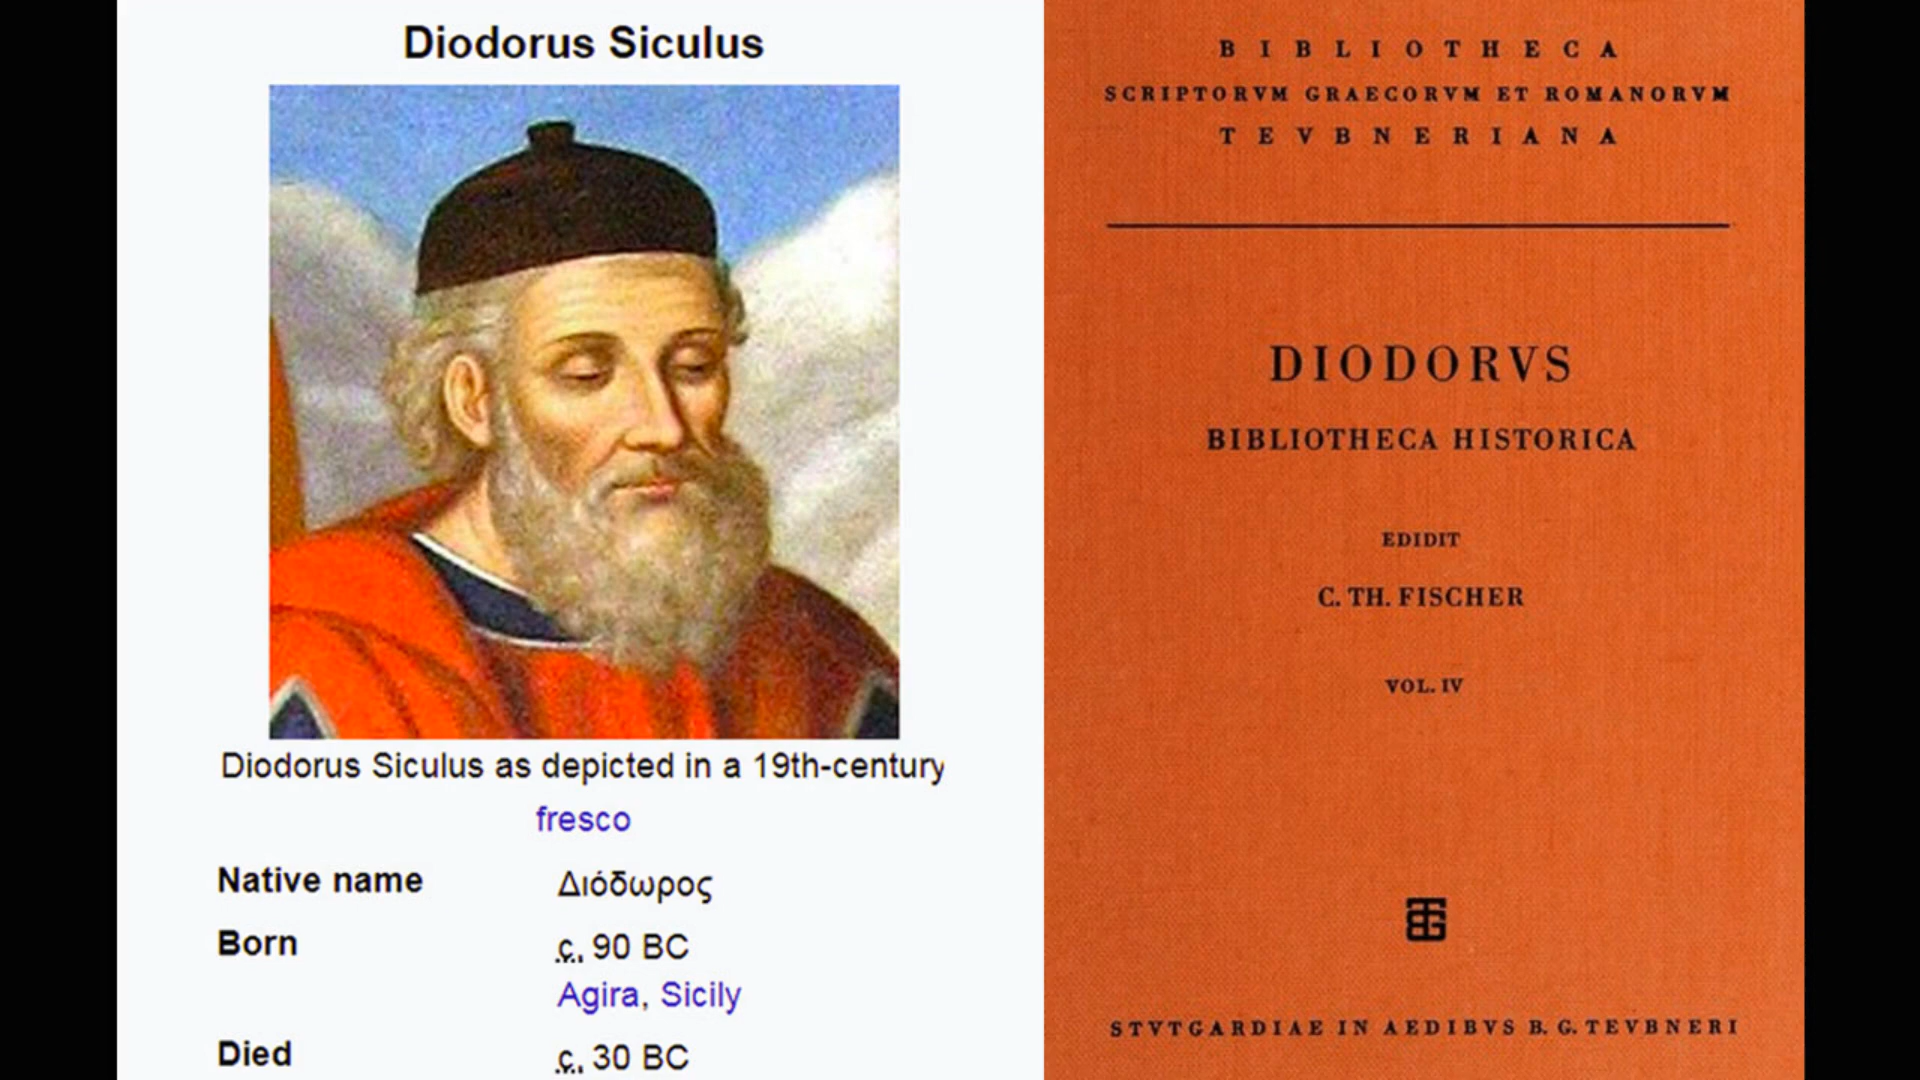 Diodorus Siculus
Diodorus Siculus as depicted in a 19th-century
fresco
Native name Διόδωρος
Born c. 90 BC
Agira, Sicily
Died c. 30 BC
BIBLIOTHECA
SCRIPTORVM GRAECORVM ET ROMANORVM
TEVBNERIANA
DIODORVS
BIBLIOTHECA HISTORICA
EDIDIT
C. TH. FISCHER
VOL. IV
STVTGARDIAE IN AEDIBVS B. G. TEVBNERI